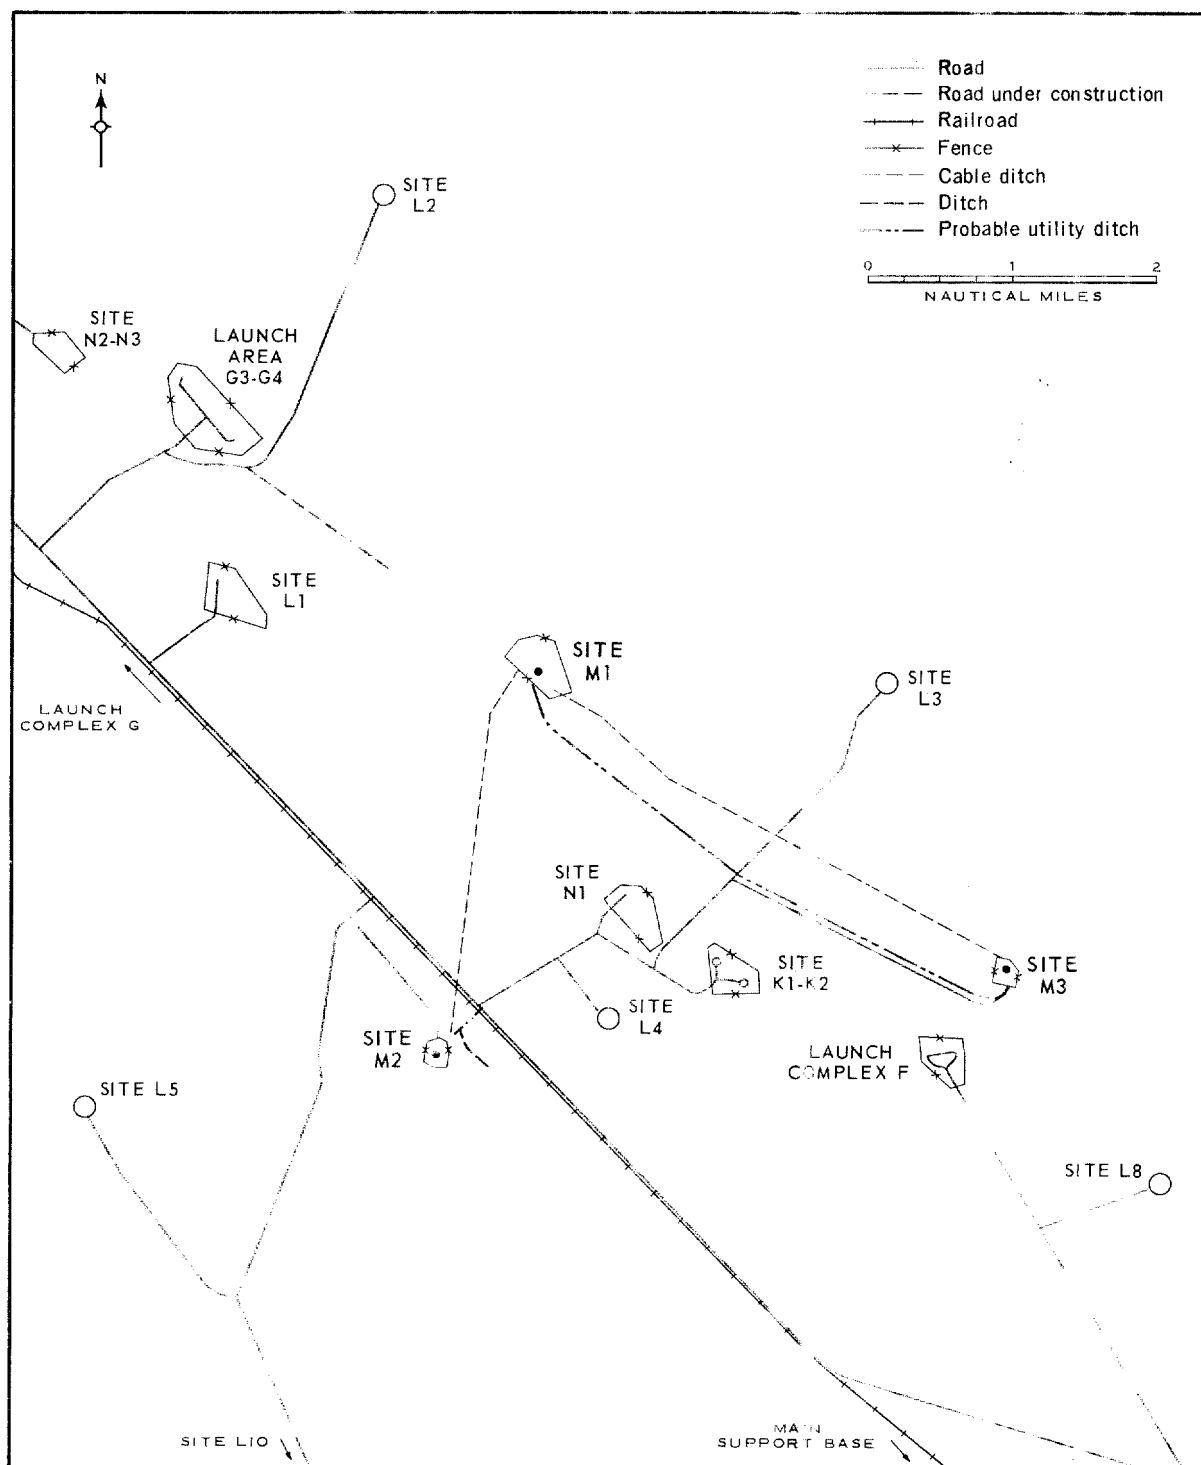 N
Road
Road under construction
Railroad
Fence
Cable ditch
Ditch
Probable utility ditch
0 1 2
NAUTICAL MILES
SITE
L2
SITE
N2-N3
LAUNCH
AREA
G3-G4
SITE
L1
LAUNCH
COMPLEX G
SITE
M1
SITE
L3
SITE
N1
SITE
K1-K2
SITE
M3
SITE
L4
SITE
M2
LAUNCH
COMPLEX F
SITE L5
SITE L8
SITE L10
MAIN
SUPPORT BASE